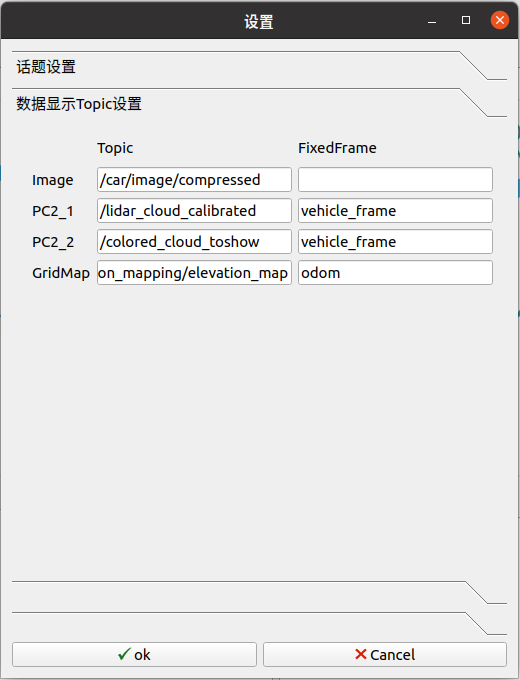 设置
话题设置
数据显示Topic设置
Topic FixedFrame
Image /car/image/compressed
PC2_1 /lidar_cloud_calibrated vehicle_frame
PC2_2 /colored_cloud_toshow vehicle_frame
GridMap on_mapping/elevation_map odom
ok Cancel